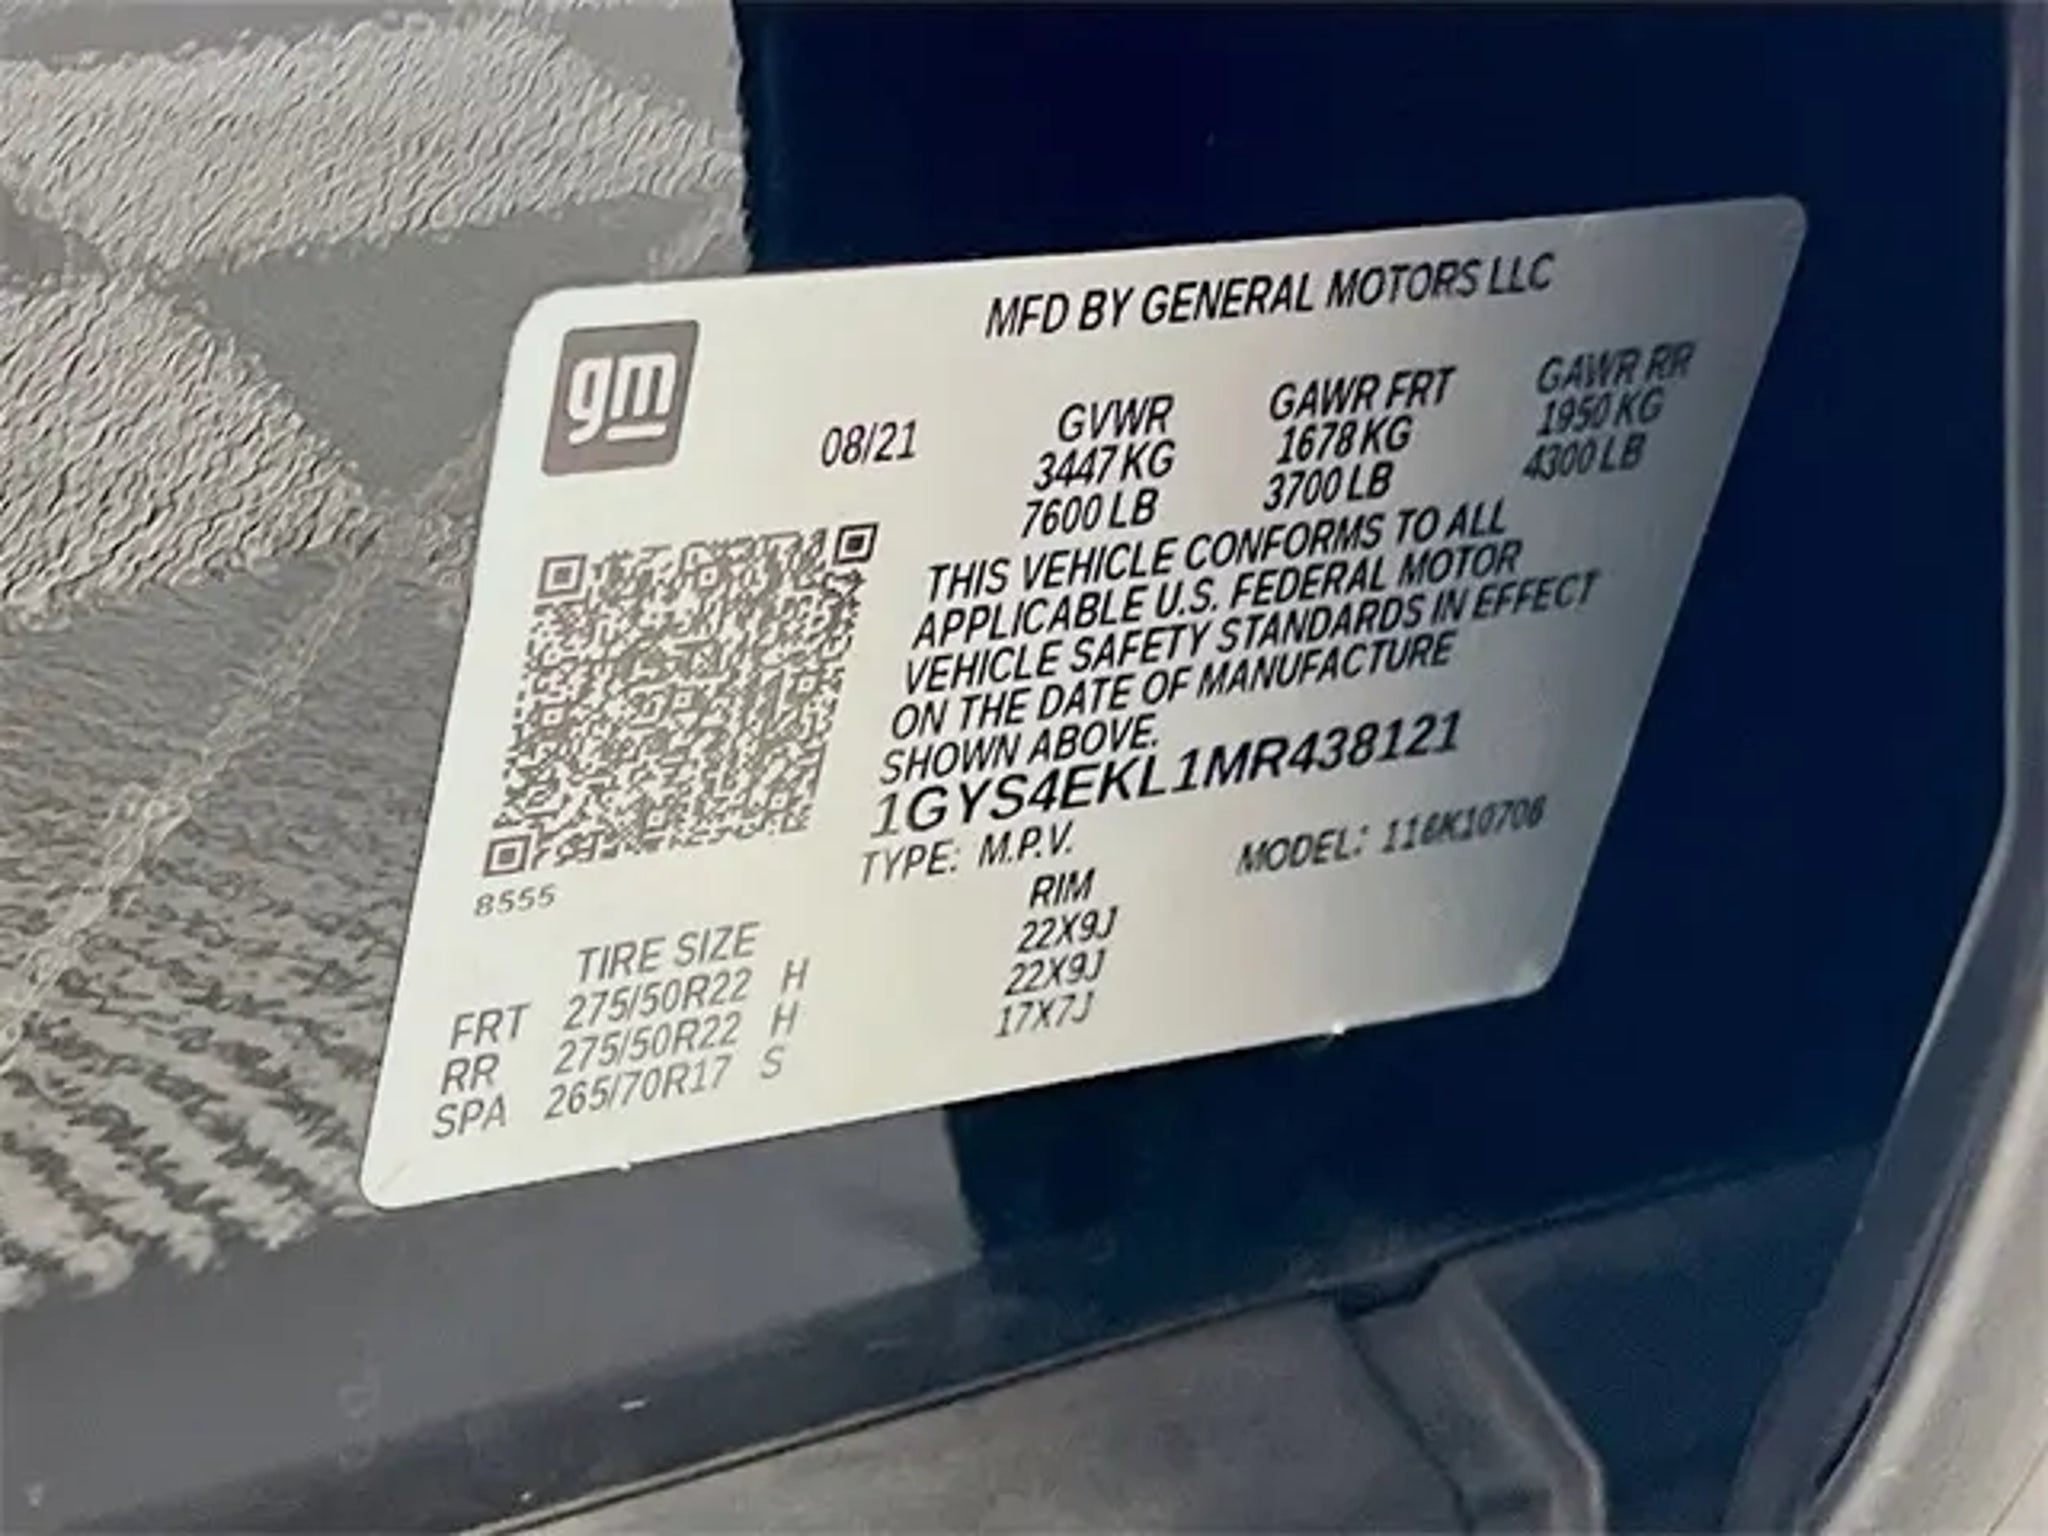 gm
MFD BY GENERAL MOTORS LLC
08/21
GVWR GAWR FRT GAWR RR
3447 KG 1678 KG 1950 KG
7600 LB 3700 LB 4300 LB
THIS VEHICLE CONFORMS TO ALL
APPLICABLE U.S. FEDERAL MOTOR
VEHICLE SAFETY STANDARDS IN EFFECT
ON THE DATE OF MANUFACTURE
SHOWN ABOVE.
1GYS4EKL1MR438121
TYPE: M.P.V. MODEL:
8555
TIRE SIZE RIM
FRT 275/50R22 H 22X9J
RR 275/50R22 H 22X9J
SPA 265/70R17 S 17X7J